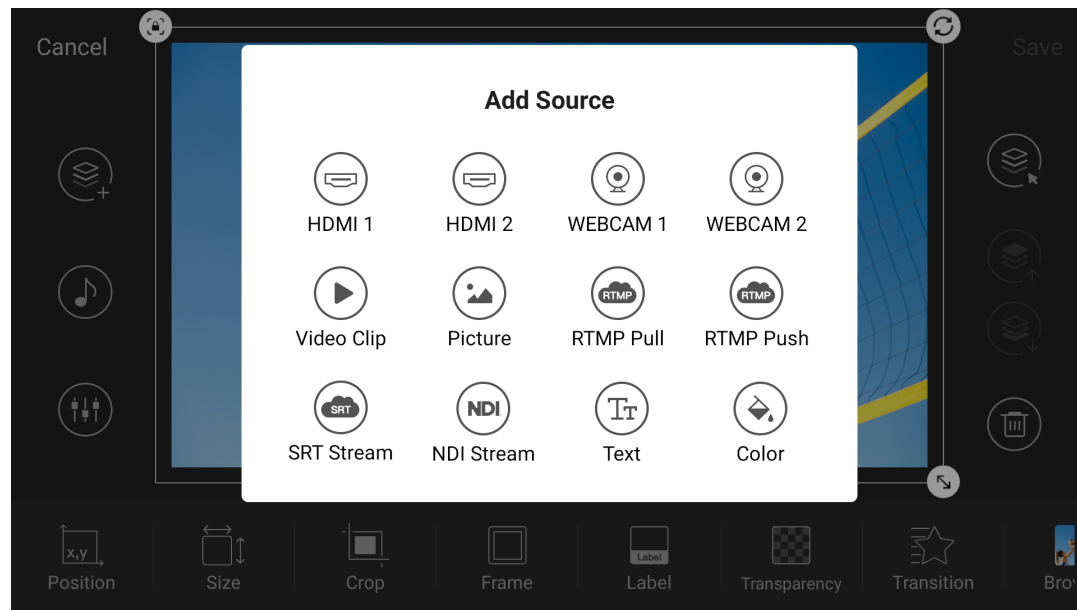 Cancel
Save
Add Source
HDMI 1
HDMI 2
WEBCAM 1
WEBCAM 2
RTMP
RTMP
Video Clip
Picture
RTMP Pull
RTMP Push
SRT
NDI
TT
SRT Stream
NDI Stream
Text
Color
x,y
Label
Position
Size
Crop
Frame
Label
Transparency
Transition